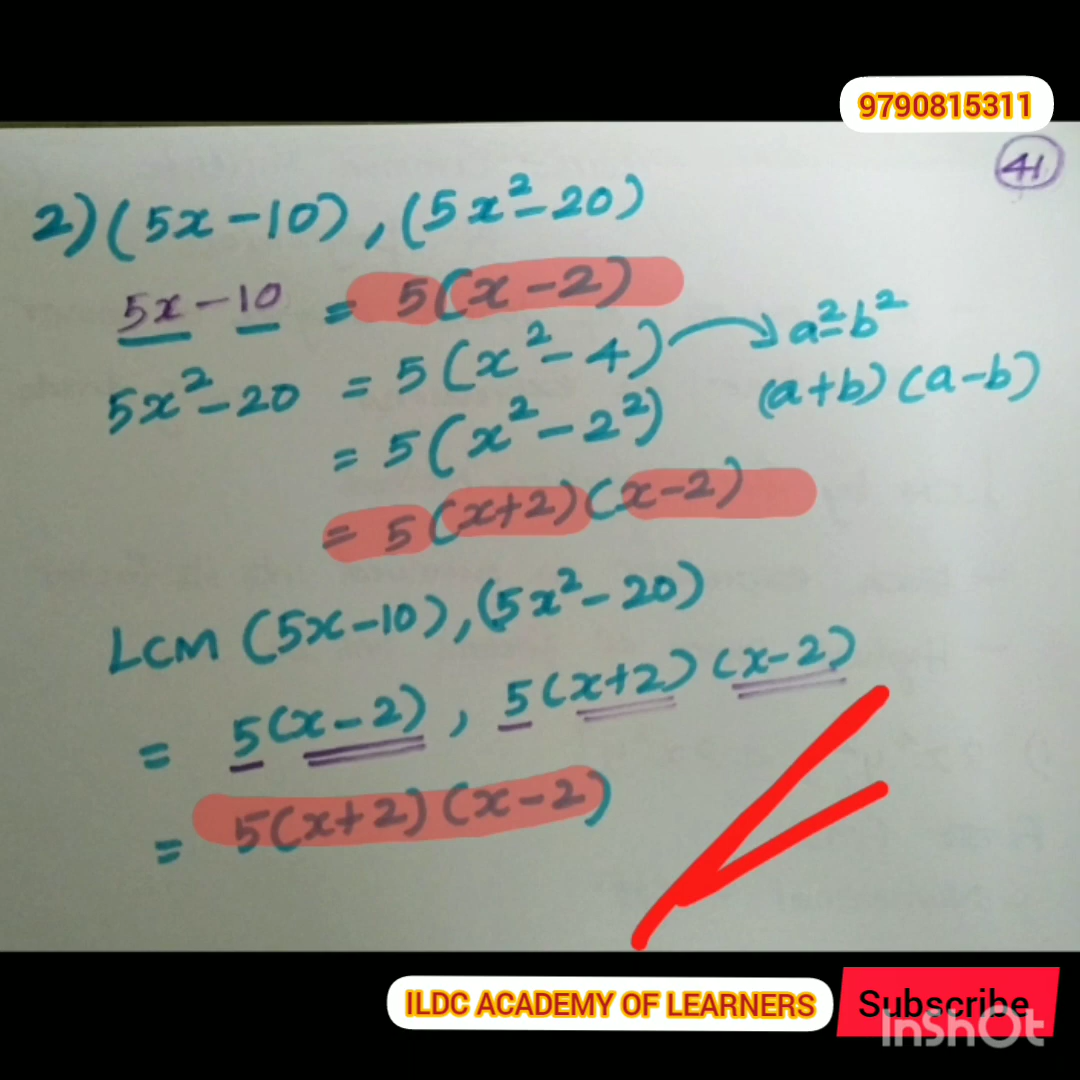 9790815311
41
2) (5x-10), (5x²-20)
5x-10 = 5(x-2)
5x²-20 = 5(x²-4) → a²-b²
(a+b) (a-b)
= 5(x²-2²)
= 5(x+2)(x-2)
LCM (5x-10), (5x²-20)
= 5(x-2), 5(x+2) (x-2)
= 5(x+2) (x-2)
ILDC ACADEMY OF LEARNERS
Subscribe
InShOt